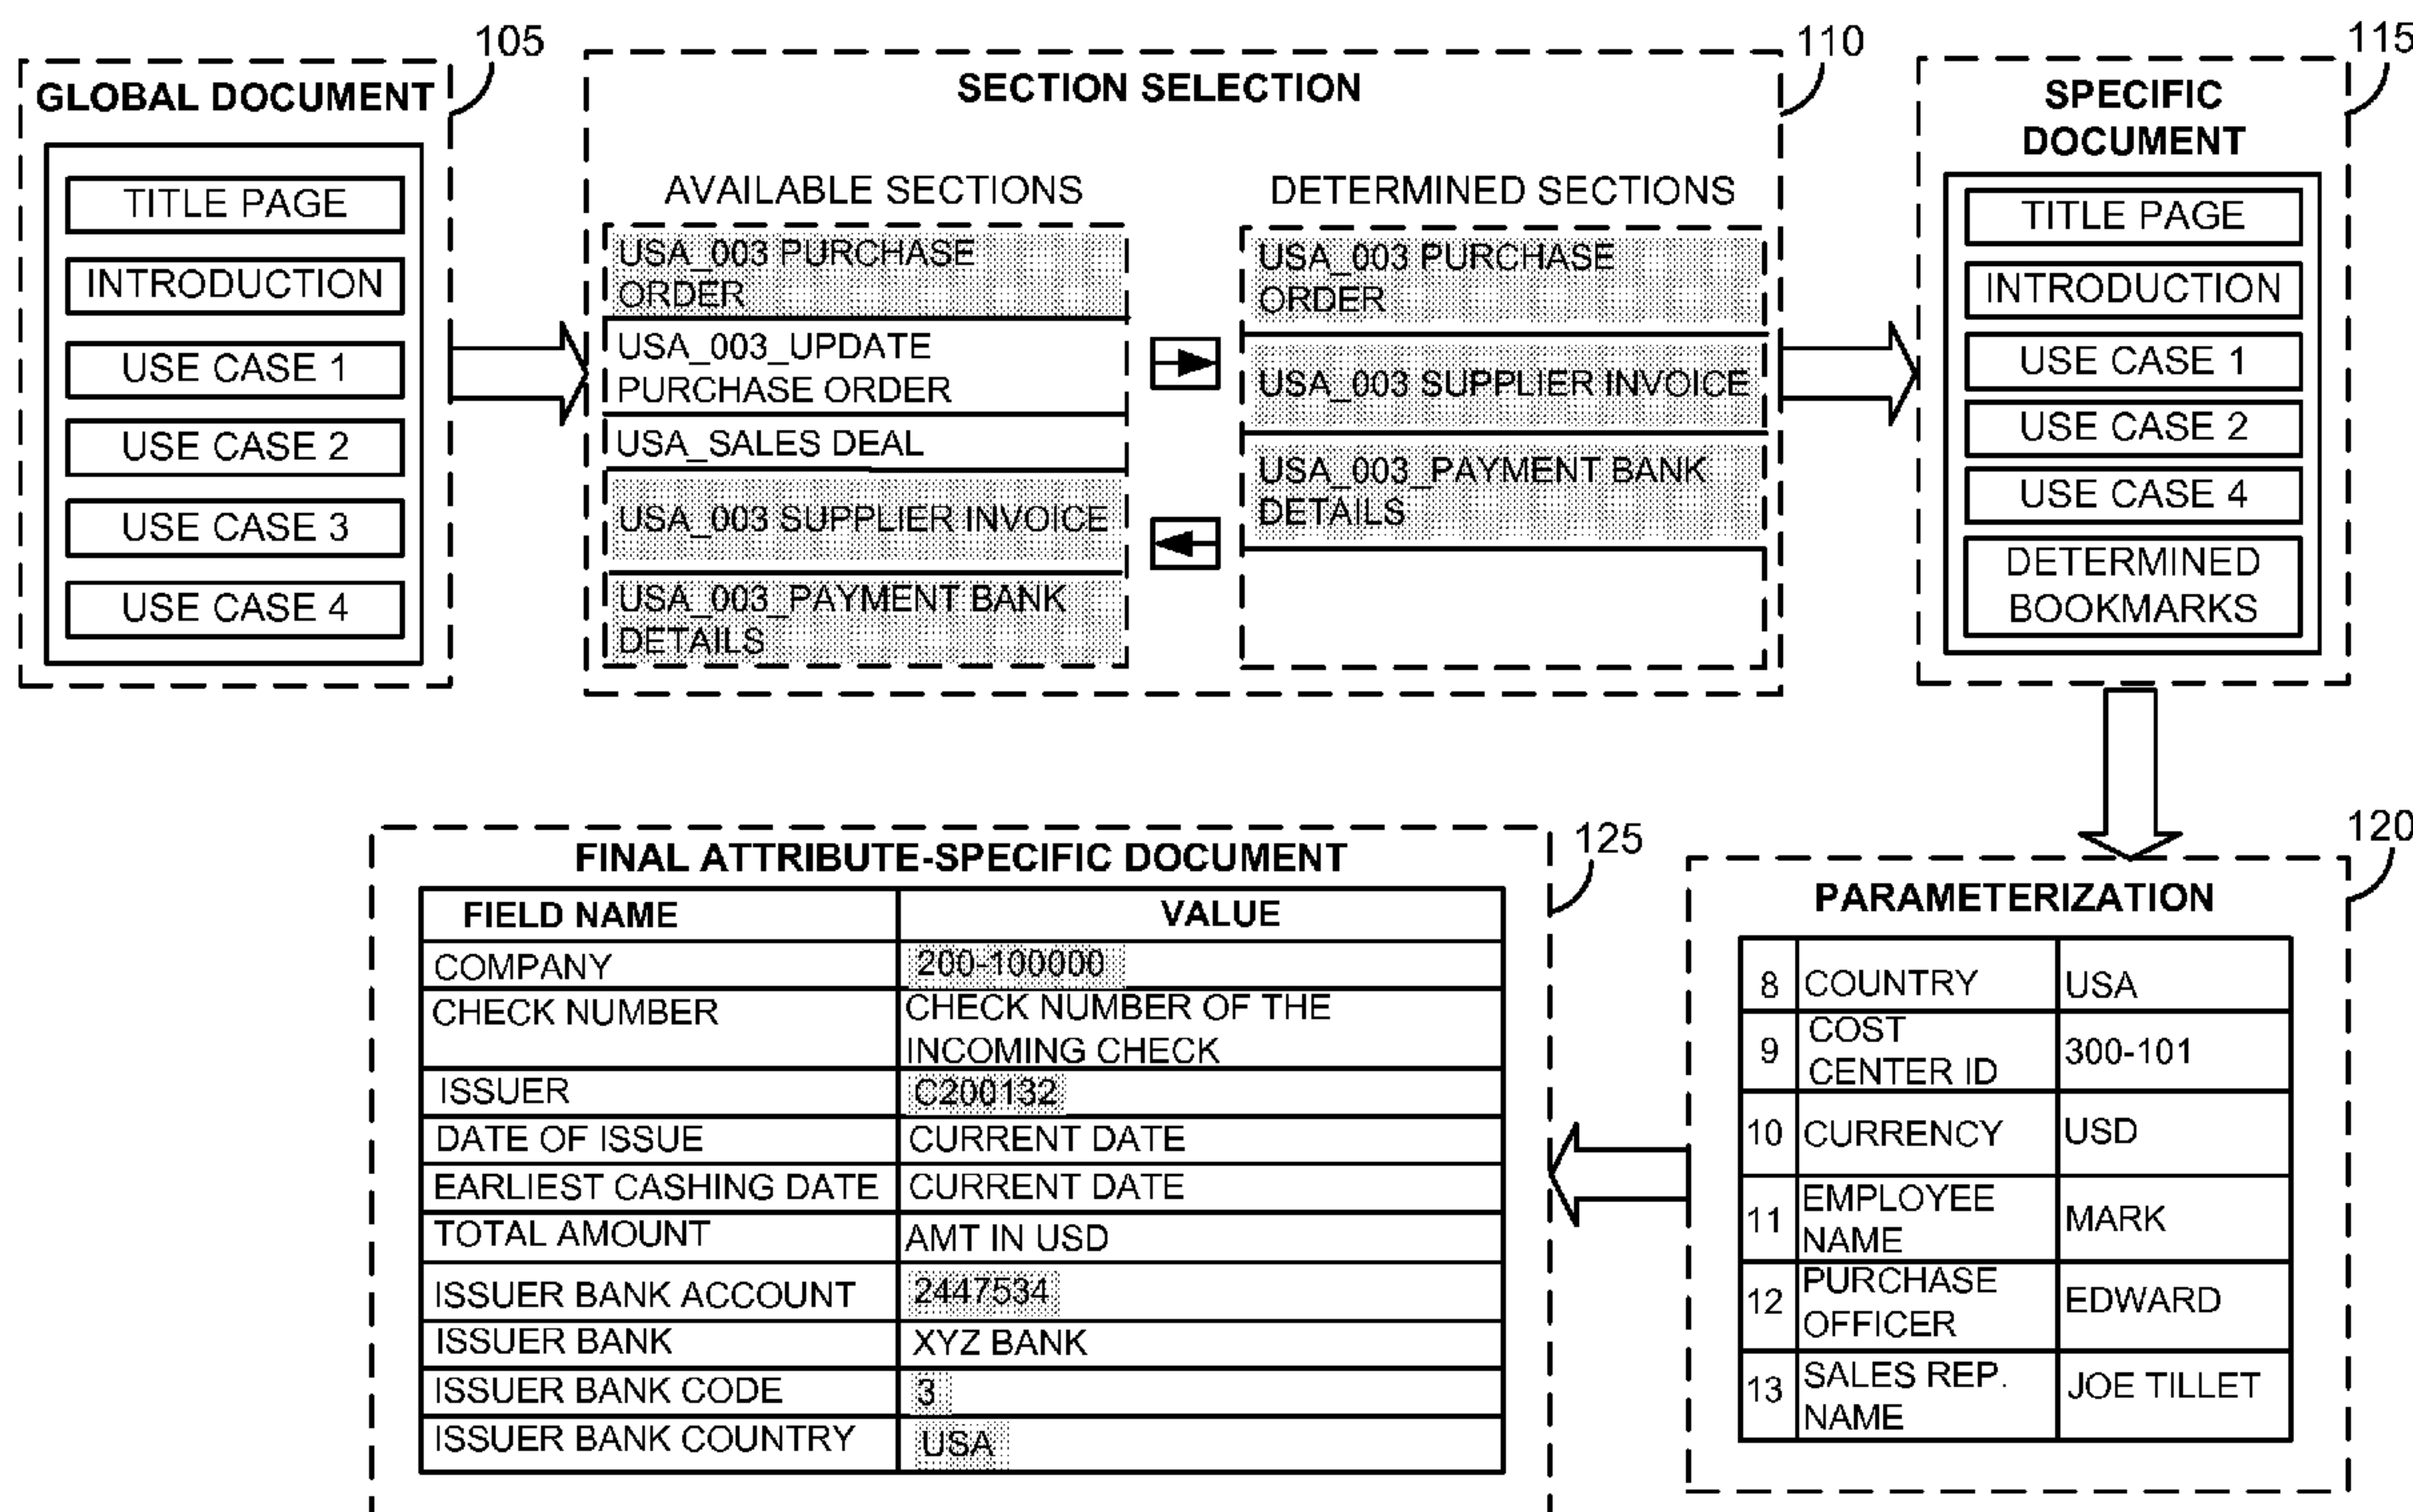 105
GLOBAL DOCUMENT
TITLE PAGE
INTRODUCTION
USE CASE 1
USE CASE 2
USE CASE 3
USE CASE 4
110
SECTION SELECTION
AVAILABLE SECTIONS
USA_003 PURCHASE
ORDER
USA_003_UPDATE
PURCHASE ORDER
USA_SALES DEAL
USA_003 SUPPLIER INVOICE
USA_003_PAYMENT BANK
DETAILS
DETERMINED SECTIONS
USA_003 PURCHASE
ORDER
USA_003 SUPPLIER INVOICE
USA_003_PAYMENT BANK
DETAILS
115
SPECIFIC
DOCUMENT
TITLE PAGE
INTRODUCTION
USE CASE 1
USE CASE 2
USE CASE 4
DETERMINED
BOOKMARKS
120
PARAMETERIZATION
8 COUNTRY USA
9 COST
CENTER ID 300-101
10 CURRENCY USD
11 EMPLOYEE
NAME MARK
12 PURCHASE
OFFICER EDWARD
13 SALES REP.
NAME JOE TILLET
125
FINAL ATTRIBUTE-SPECIFIC DOCUMENT
FIELD NAME VALUE
COMPANY 200-100000
CHECK NUMBER CHECK NUMBER OF THE
INCOMING CHECK
ISSUER C200132
DATE OF ISSUE CURRENT DATE
EARLIEST CASHING DATE CURRENT DATE
TOTAL AMOUNT AMT IN USD
ISSUER BANK ACCOUNT 2447534
ISSUER BANK XYZ BANK
ISSUER BANK CODE 3
ISSUER BANK COUNTRY USA